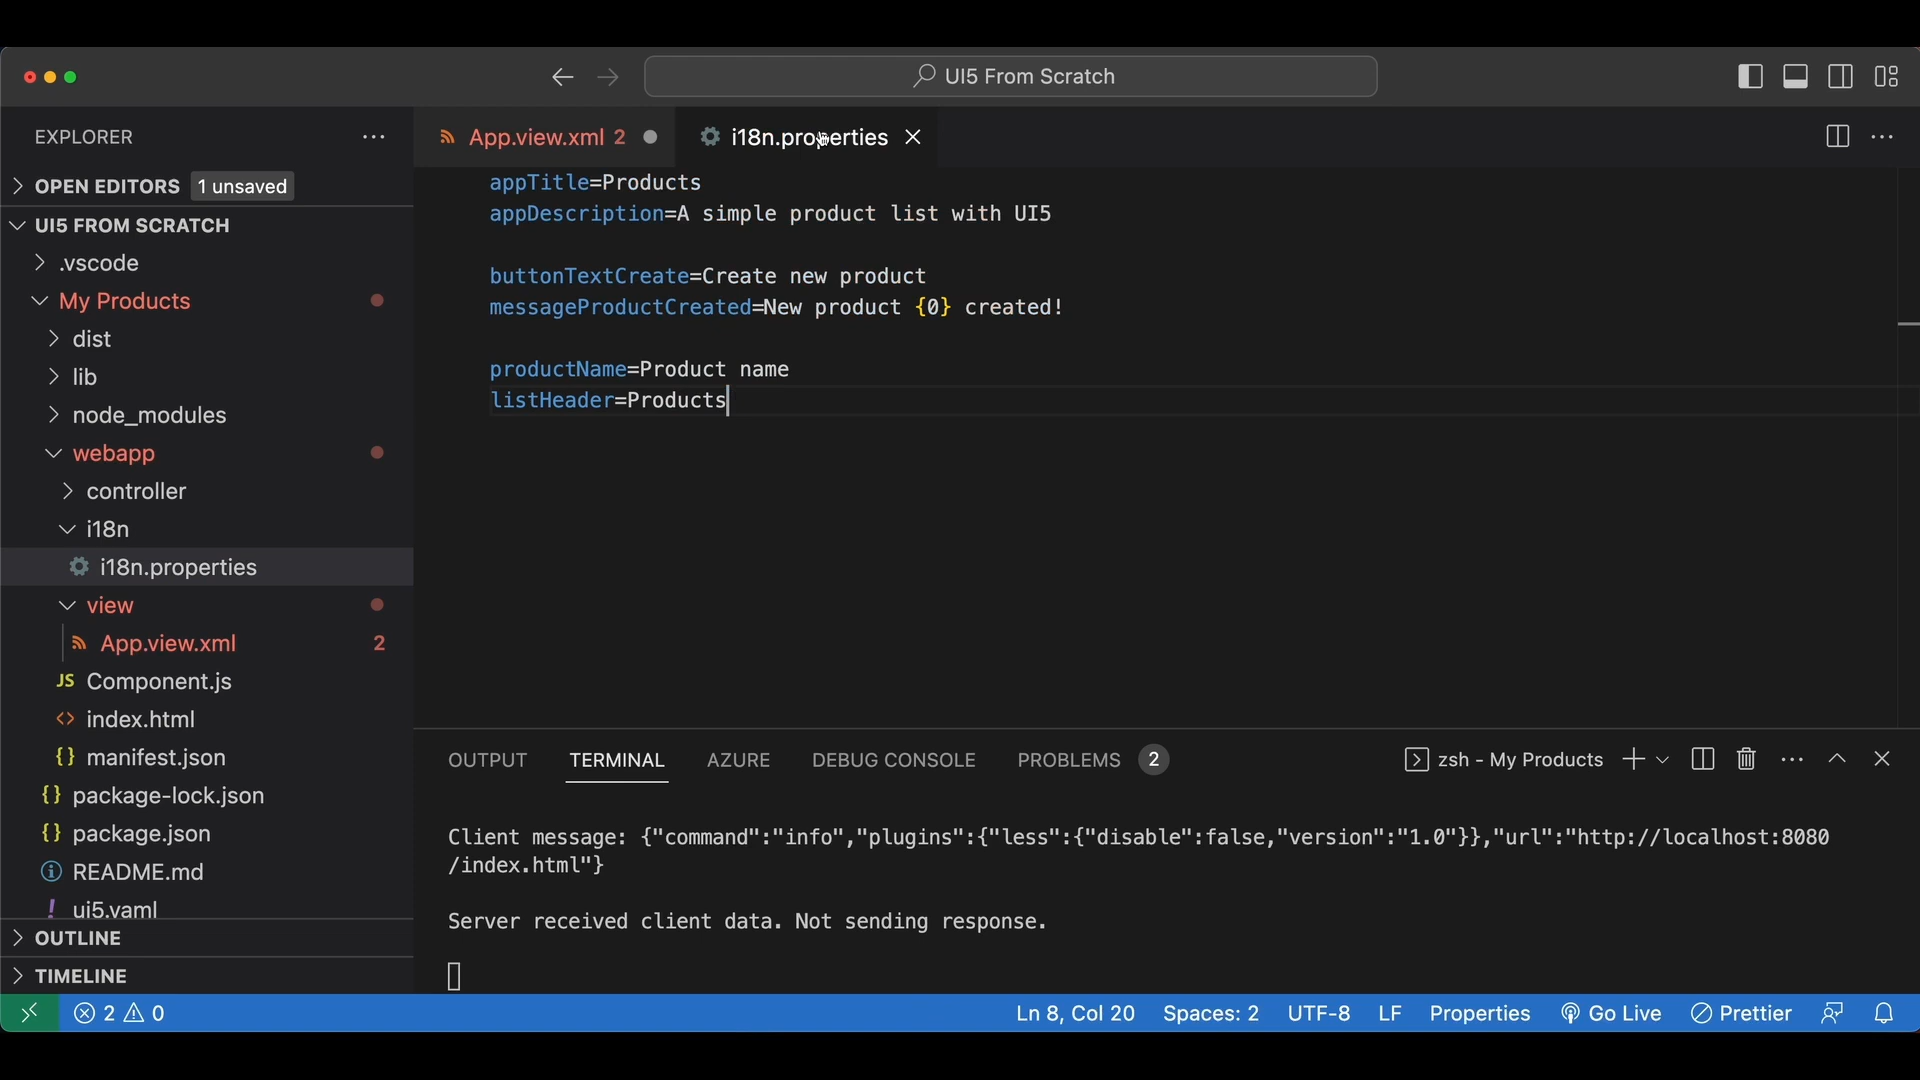 UI5 From Scratch
EXPLORER
OPEN EDITORS 1 unsaved
UI5 FROM SCRATCH
.vscode
My Products
dist
lib
node_modules
webapp
controller
i18n
i18n.properties
view
App.view.xml 2
JS Component.js
<> index.html
{} manifest.json
{} package-lock.json
{} package.json
README.md
! ui5.yaml
OUTLINE
TIMELINE
App.view.xml 2
i18n.properties
appTitle=Products
appDescription=A simple product list with UI5
buttonTextCreate=Create new product
messageProductCreated=New product {0} created!
productName=Product name
listHeader=Products
OUTPUT TERMINAL AZURE DEBUG CONSOLE PROBLEMS 2
zsh - My Products
Client message: {"command":"info","plugins":{"less":{"disable":false,"version":"1.0"}},"url":"http://localhost:8080
/index.html"}
Server received client data. Not sending response.
2 0
Ln 8, Col 20 Spaces: 2 UTF-8 LF Properties Go Live Prettier